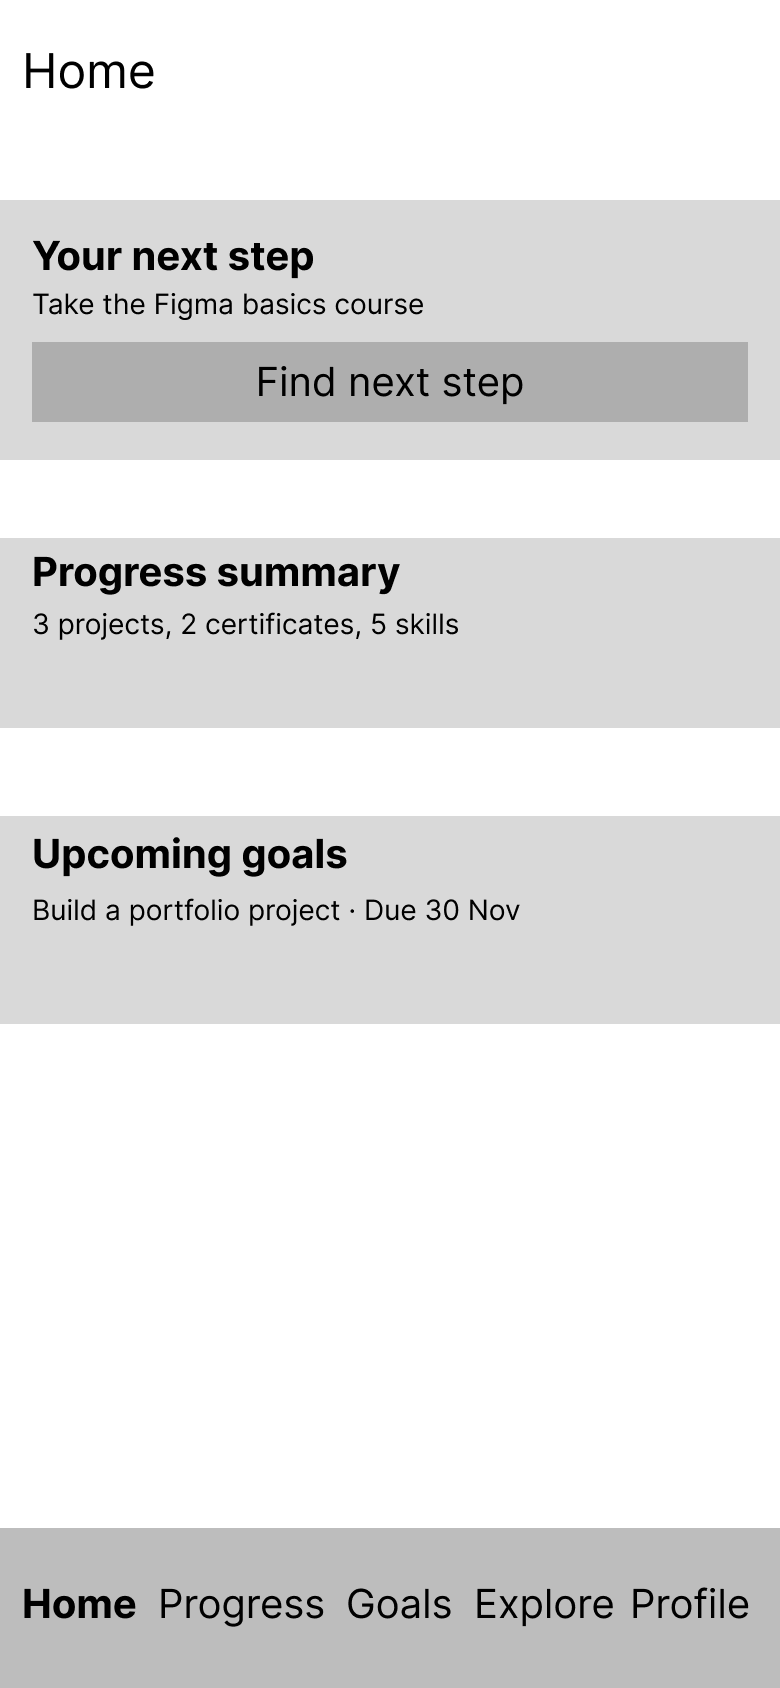 Home
Your next step
Take the Figma basics course
Find next step
Progress summary
3 projects, 2 certificates, 5 skills
Upcoming goals
Build a portfolio project · Due 30 Nov
Home Progress Goals Explore Profile